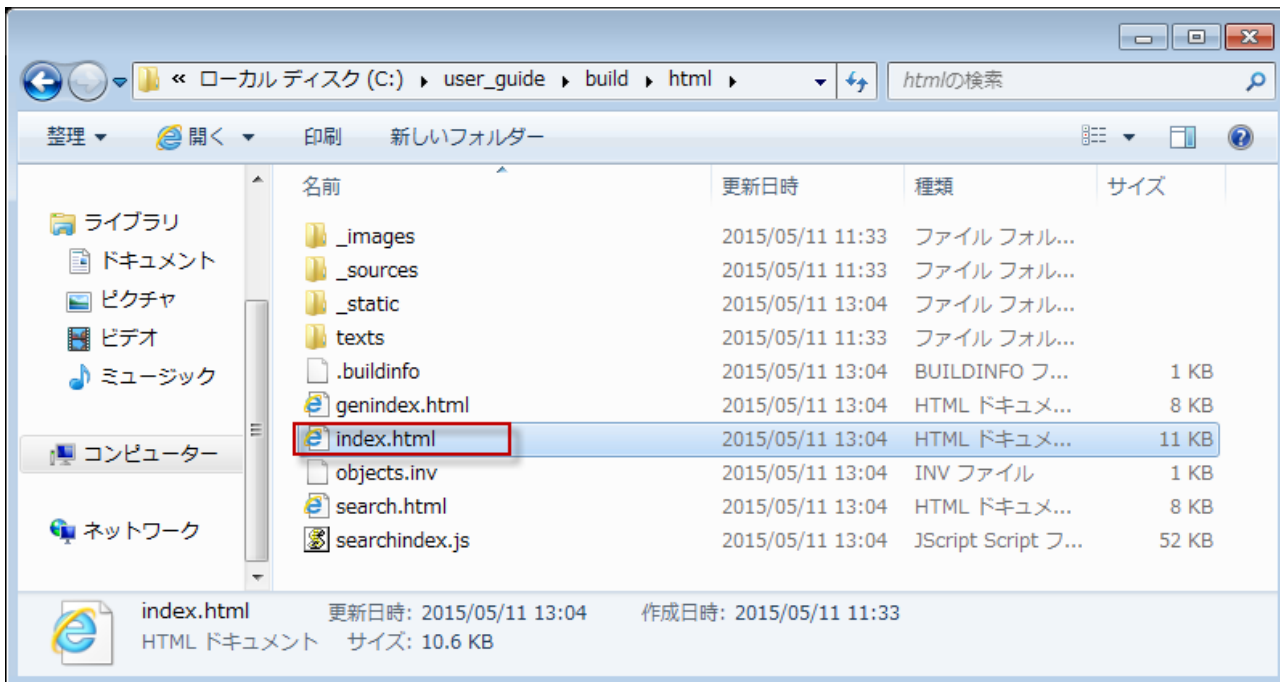 « ローカル ディスク (C:) ▸ user_guide ▸ build ▸ html ▸ htmlの検索
整理 開く 印刷 新しいフォルダー
名前 更新日時 種類 サイズ
ライブラリ
ドキュメント
ピクチャ
ビデオ
ミュージック
コンピューター
ネットワーク
_images 2015/05/11 11:33 ファイル フォル...
_sources 2015/05/11 11:33 ファイル フォル...
_static 2015/05/11 13:04 ファイル フォル...
texts 2015/05/11 11:33 ファイル フォル...
.buildinfo 2015/05/11 13:04 BUILDINFO フ... 1 KB
genindex.html 2015/05/11 13:04 HTML ドキュメ... 8 KB
index.html 2015/05/11 13:04 HTML ドキュメ... 11 KB
objects.inv 2015/05/11 13:04 INV ファイル 1 KB
search.html 2015/05/11 13:04 HTML ドキュメ... 8 KB
searchindex.js 2015/05/11 13:04 JScript Script フ... 52 KB
index.html 更新日時: 2015/05/11 13:04 作成日時: 2015/05/11 11:33
HTML ドキュメント サイズ: 10.6 KB